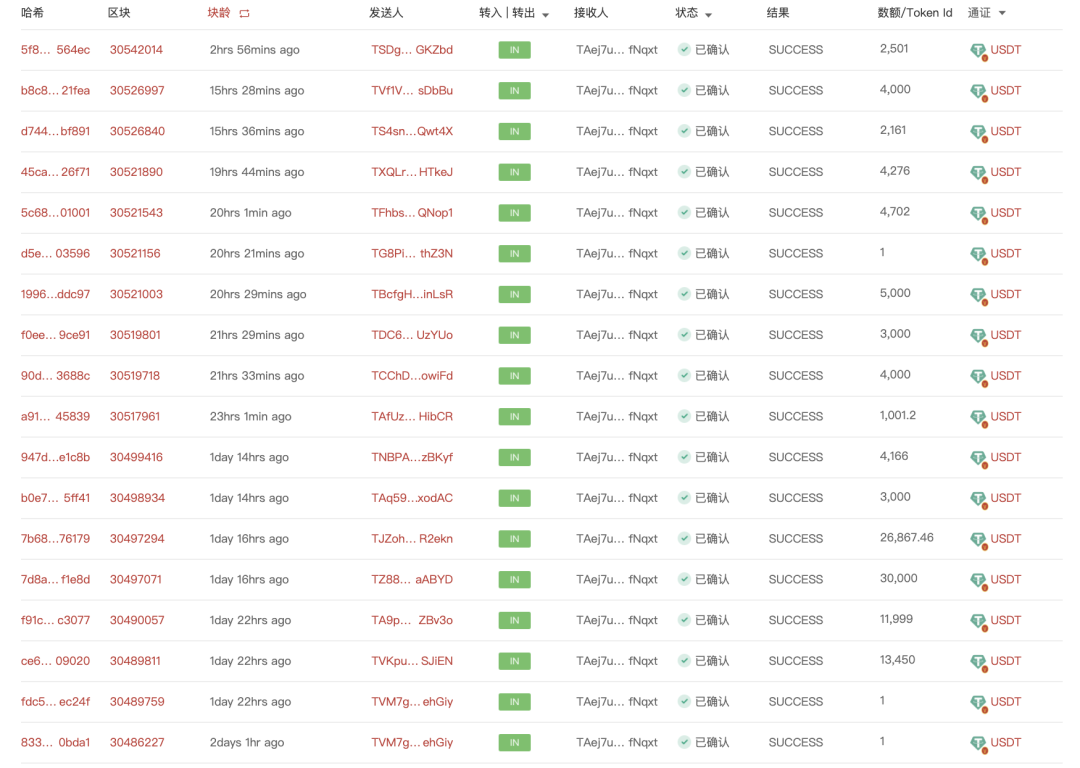 哈希 区块 块龄 发送人 转入 | 转出 接收人 状态 结果 数额/Token Id 通证
5f8... 564ec 30542014 2hrs 56mins ago TSDg... GKZbd IN TAej7u... fNqxt 已确认 SUCCESS 2,501 USDT
b8c8... 21fea 30526997 15hrs 28mins ago TVf1V... sDbBu IN TAej7u... fNqxt 已确认 SUCCESS 4,000 USDT
d744...bf891 30526840 15hrs 36mins ago TS4sn...Qwt4X IN TAej7u... fNqxt 已确认 SUCCESS 2,161 USDT
45ca... 26f71 30521890 19hrs 44mins ago TXQLr... HTkeJ IN TAej7u... fNqxt 已确认 SUCCESS 4,276 USDT
5c68...01001 30521543 20hrs 1min ago TFhbs... QNop1 IN TAej7u... fNqxt 已确认 SUCCESS 4,702 USDT
d5e... 03596 30521156 20hrs 21mins ago TG8Pi... thZ3N IN TAej7u... fNqxt 已确认 SUCCESS 1 USDT
1996...ddc97 30521003 20hrs 29mins ago TBcfgH...inLsR IN TAej7u... fNqxt 已确认 SUCCESS 5,000 USDT
f0ee... 9ce91 30519801 21hrs 29mins ago TDC6... UzYUo IN TAej7u... fNqxt 已确认 SUCCESS 3,000 USDT
90d... 3688c 30519718 21hrs 33mins ago TCChD...owiFd IN TAej7u... fNqxt 已确认 SUCCESS 4,000 USDT
a91... 45839 30517961 23hrs 1min ago TAfUz... HibCR IN TAej7u... fNqxt 已确认 SUCCESS 1,001.2 USDT
947d...e1c8b 30499416 1day 14hrs ago TNBPA...zBKyf IN TAej7u... fNqxt 已确认 SUCCESS 4,166 USDT
b0e7... 5ff41 30498934 1day 14hrs ago TAq59...xodAC IN TAej7u... fNqxt 已确认 SUCCESS 3,000 USDT
7b68...76179 30497294 1day 16hrs ago TJZoh... R2ekn IN TAej7u... fNqxt 已确认 SUCCESS 26,867.46 USDT
7d8a... f1e8d 30497071 1day 16hrs ago TZ88... aABYD IN TAej7u... fNqxt 已确认 SUCCESS 30,000 USDT
f91c... c3077 30490057 1day 22hrs ago TA9p... ZBv3o IN TAej7u... fNqxt 已确认 SUCCESS 11,999 USDT
ce6... 09020 30489811 1day 22hrs ago TVKpu... SJiEN IN TAej7u... fNqxt 已确认 SUCCESS 13,450 USDT
fdc5... ec24f 30489759 1day 22hrs ago TVM7g... ehGiy IN TAej7u... fNqxt 已确认 SUCCESS 1 USDT
833... 0bda1 30486227 2days 1hr ago TVM7g... ehGiy IN TAej7u... fNqxt 已确认 SUCCESS 1 USDT